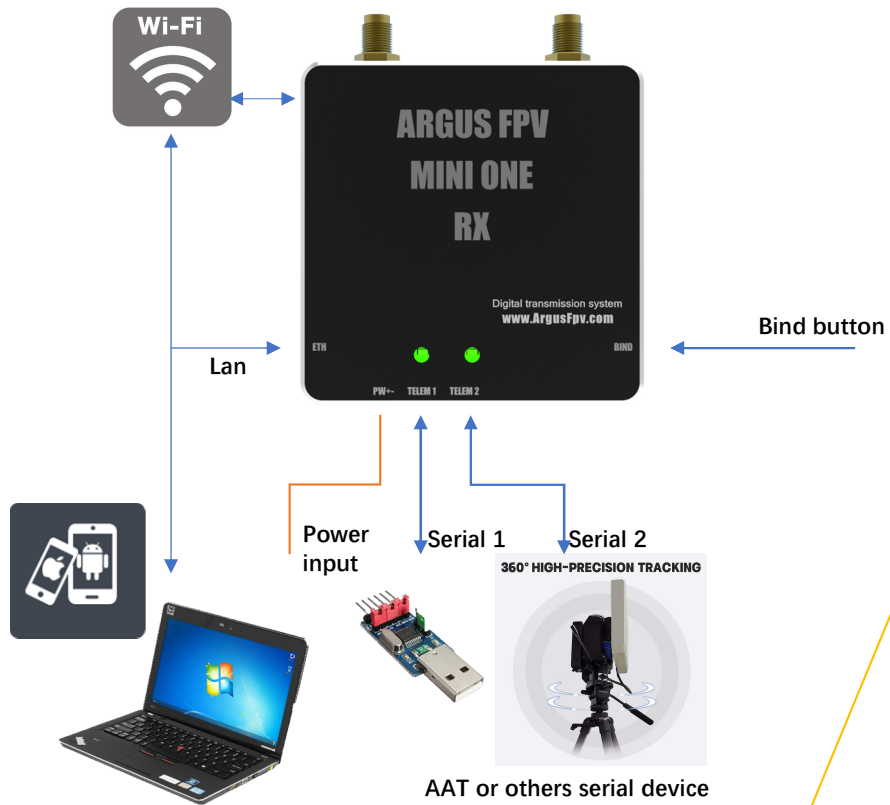 Wi-Fi
ARGUS FPV
MINI ONE
RX
Digital transmission system
www.ArgusFpv.com
Bind button
ETH
BIND
Lan
PW+-
TELEM 1
TELEM 2
Power
input
Serial 1
Serial 2
360° HIGH-PRECISION TRACKING
AAT or others serial device